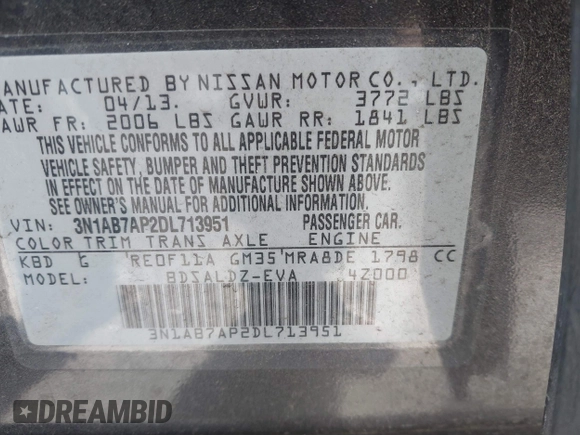 MANUFACTURED BY NISSAN MOTOR CO., LTD.
DATE: 04/13. GVWR: 3772 LBS
GAWR FR: 2006 LBS GAWR RR: 1841 LBS
THIS VEHICLE CONFORMS TO ALL APPLICABLE FEDERAL MOTOR
VEHICLE SAFETY, BUMPER AND THEFT PREVENTION STANDARDS
IN EFFECT ON THE DATE OF MANUFACTURE SHOWN ABOVE.
SEE OWNER'S MANUAL FOR ADDITIONAL INFORMATION.
VIN: 3N1AB7AP2DL713951 PASSENGER CAR.
COLOR TRIM TRANS AXLE ENGINE
KBD G RE0F11A GM35 MRA8DE 1798 CC
MODEL: BDSALDZ-EVA 4Z000
3N1AB7AP2DL713951
DREAMBID